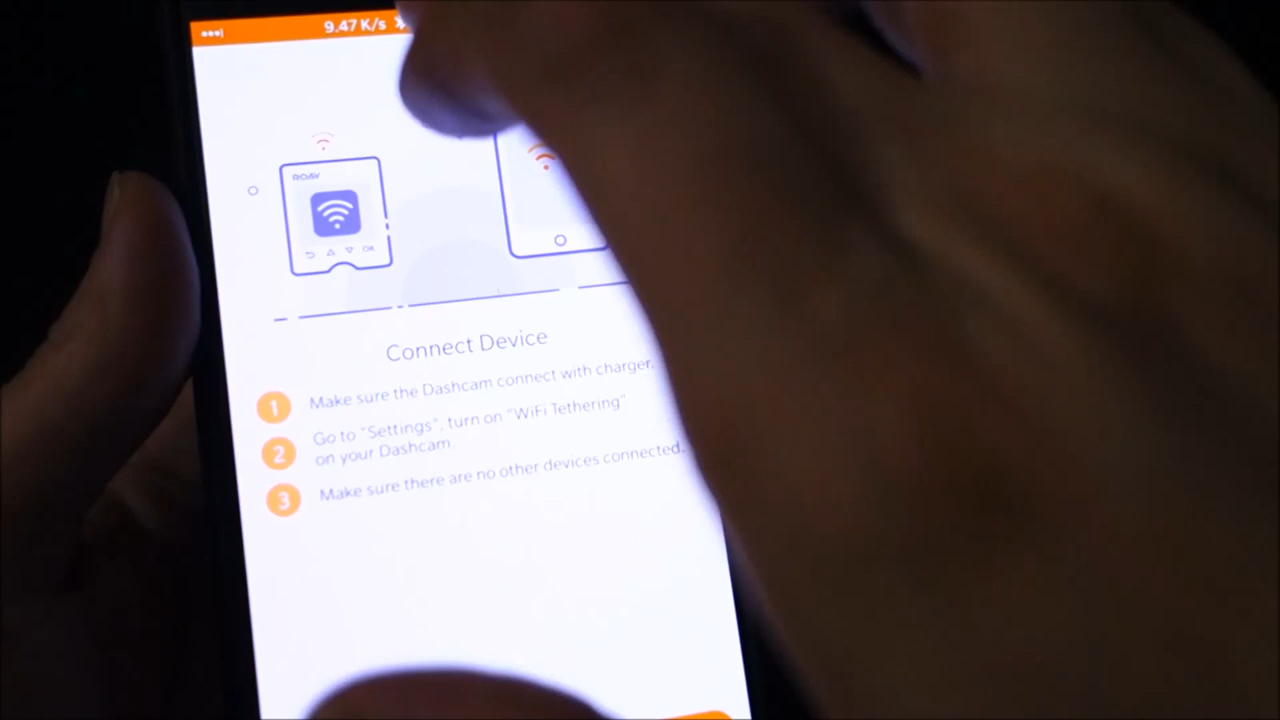 9.47 K/s
ROAV
OK
Connect Device
1 Make sure the Dashcam connect with charger.
2 Go to "Settings", turn on "WiFi Tethering"
on your Dashcam.
3 Make sure there are no other devices connected.